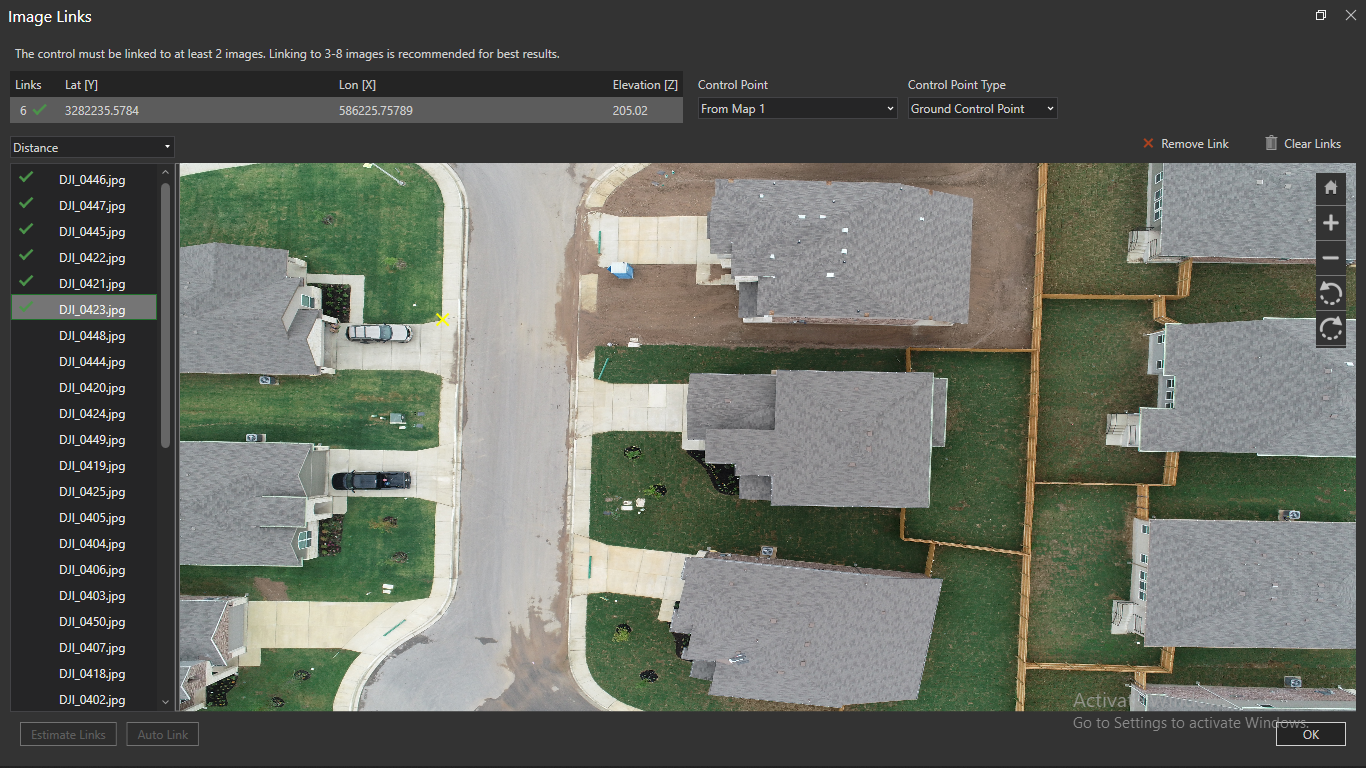 Image Links
The control must be linked to at least 2 images. Linking to 3-8 images is recommended for best results.
Links Lat [Y] Lon [X] Elevation [Z] Control Point Control Point Type
6 3282235.5784 586225.75789 205.02 From Map 1 Ground Control Point
Distance Remove Link Clear Links
DJI_0446.jpg
DJI_0447.jpg
DJI_0445.jpg
DJI_0422.jpg
DJI_0421.jpg
DJI_0423.jpg
DJI_0448.jpg
DJI_0444.jpg
DJI_0420.jpg
DJI_0424.jpg
DJI_0449.jpg
DJI_0419.jpg
DJI_0425.jpg
DJI_0405.jpg
DJI_0404.jpg
DJI_0406.jpg
DJI_0403.jpg
DJI_0450.jpg
DJI_0407.jpg
DJI_0418.jpg
DJI_0402.jpg
Activate Windows
Go to Settings to activate Windows.
Estimate Links Auto Link OK